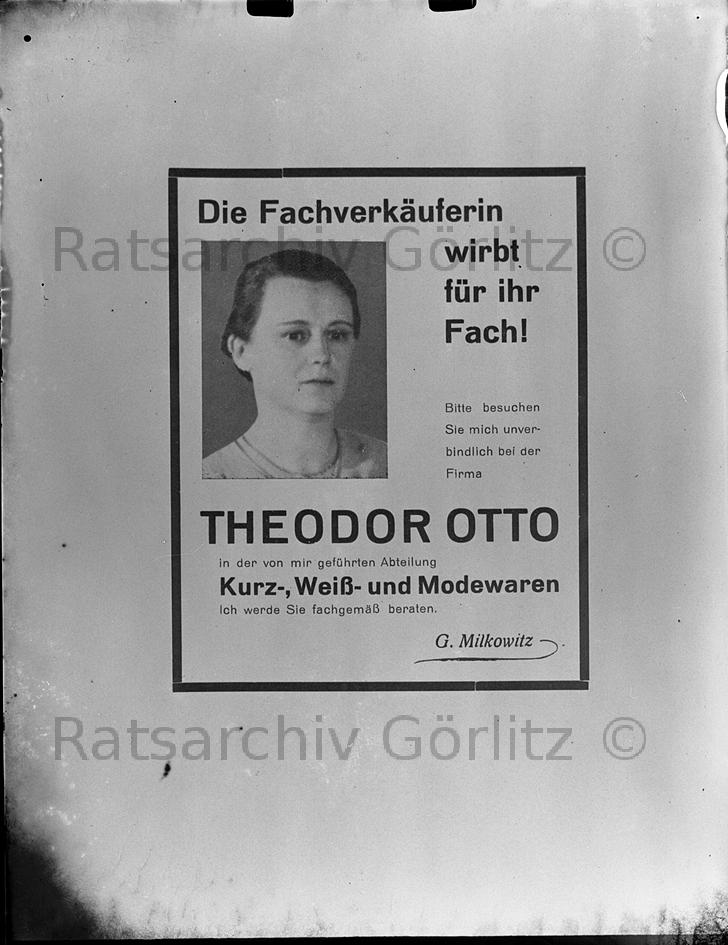 Die Fachverkäuferin
wirbt
für ihr
Fach!
Ratsarchiv Görlitz ©
Bitte besuchen
Sie mich unver-
bindlich bei der
Firma
THEODOR OTTO
in der von mir geführten Abteilung
Kurz-, Weiß- und Modewaren
Ich werde Sie fachgemäß beraten.
G. Milkowitz
Ratsarchiv Görlitz ©